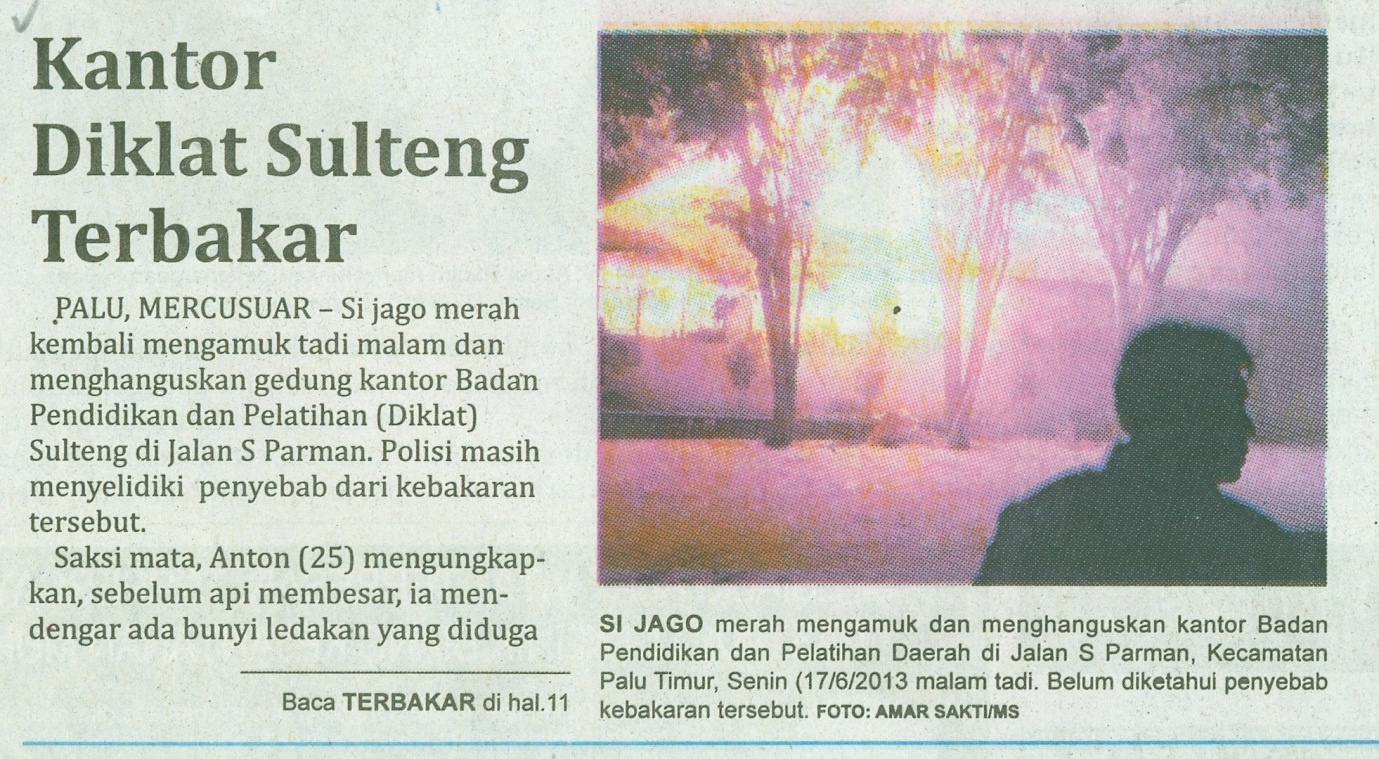 Kantor
Diklat Sulteng
Terbakar
PALU, MERCUSUAR – Si jago merah
kembali mengamuk tadi malam dan
menghanguskan gedung kantor Badan
Pendidikan dan Pelatihan (Diklat)
Sulteng di Jalan S Parman. Polisi masih
menyelidiki penyebab dari kebakaran
tersebut.
Saksi mata, Anton (25) mengungkap-
kan, sebelum api membesar, ia men-
dengar ada bunyi ledakan yang diduga
Baca TERBAKAR di hal.11
SI JAGO merah mengamuk dan menghanguskan kantor Badan
Pendidikan dan Pelatihan Daerah di Jalan S Parman, Kecamatan
Palu Timur, Senin (17/6/2013 malam tadi. Belum diketahui penyebab
kebakaran tersebut. FOTO: AMAR SAKTI/MS